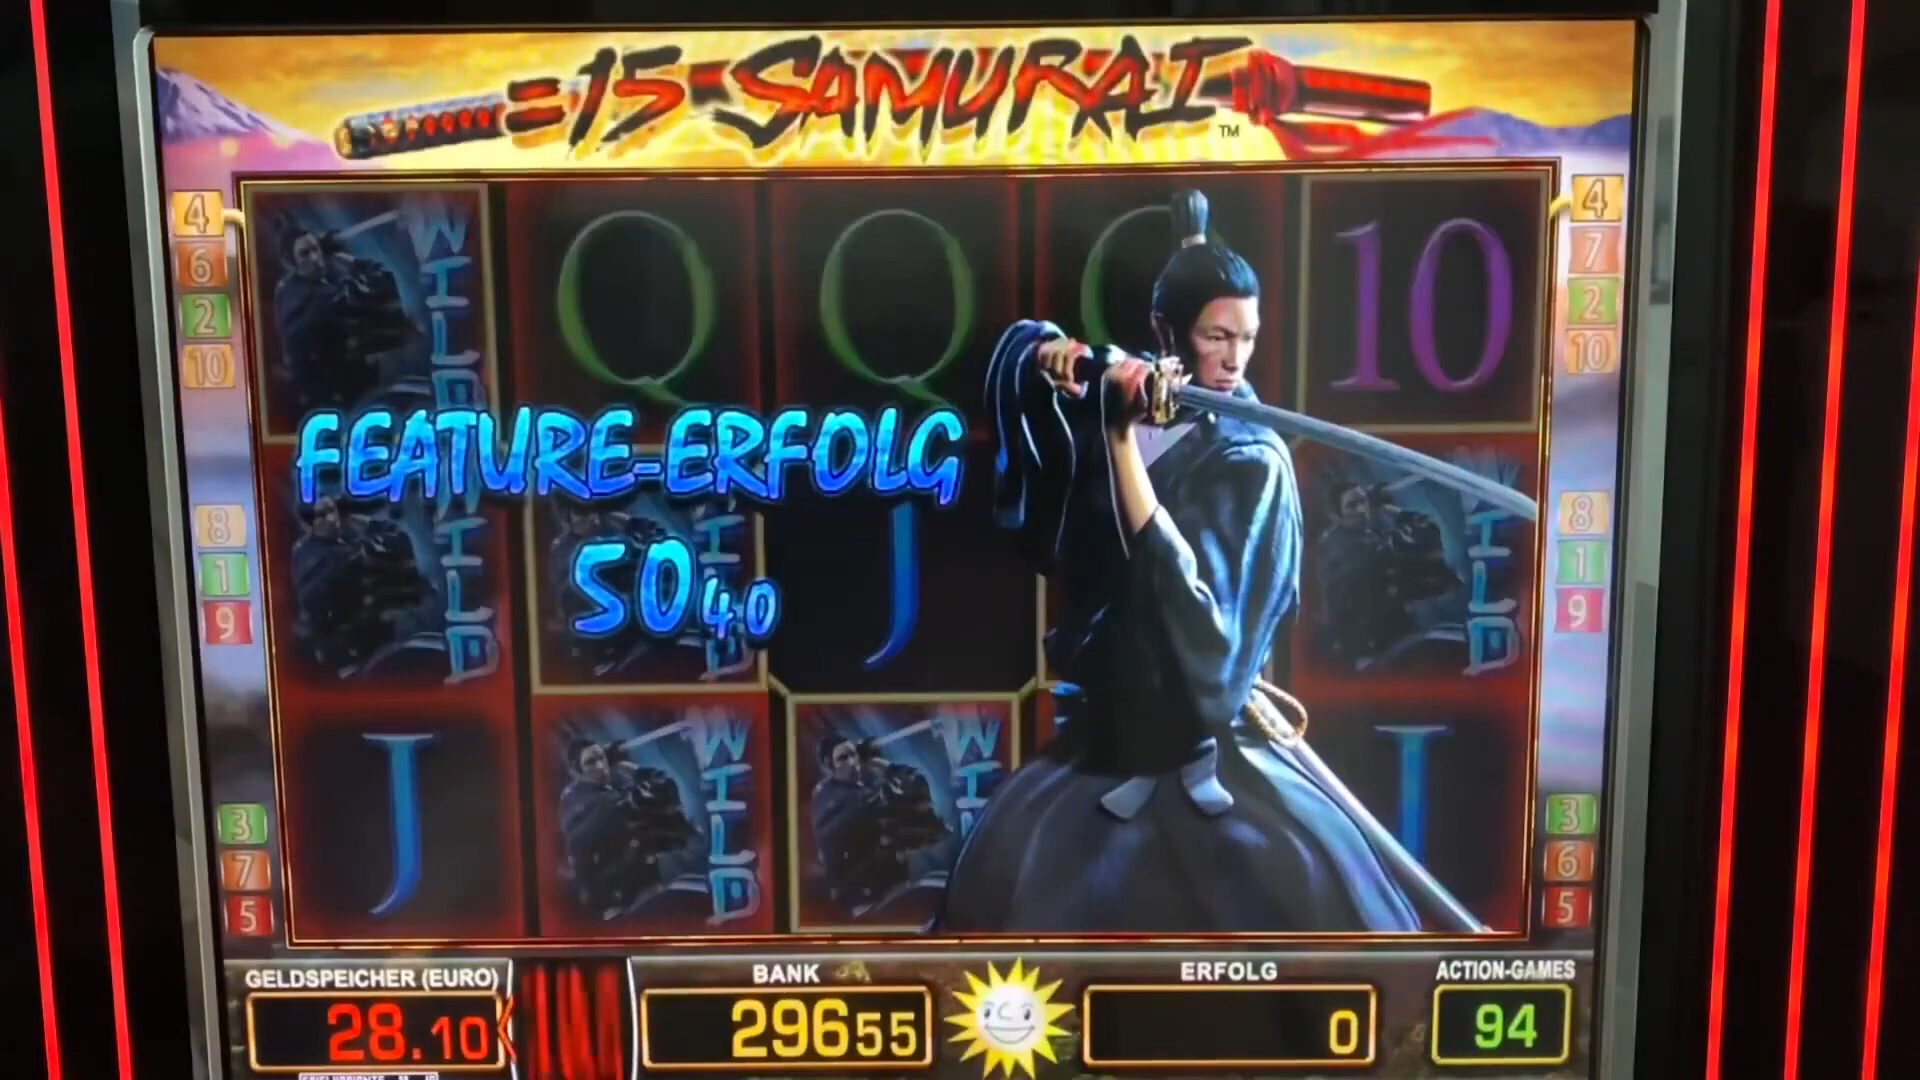 =15 SAMURAI™
WILD Q Q 10
4 4
6 7
2 2
10 10
FEATURE-ERFOLG
WILD WILD J WILD
5040
8 8
1 1
9 9
J WILD WILD J
3 3
7 6
5 5
GELDSPEICHER (EURO) BANK ERFOLG ACTION-GAMES
28.10 29655 0 94